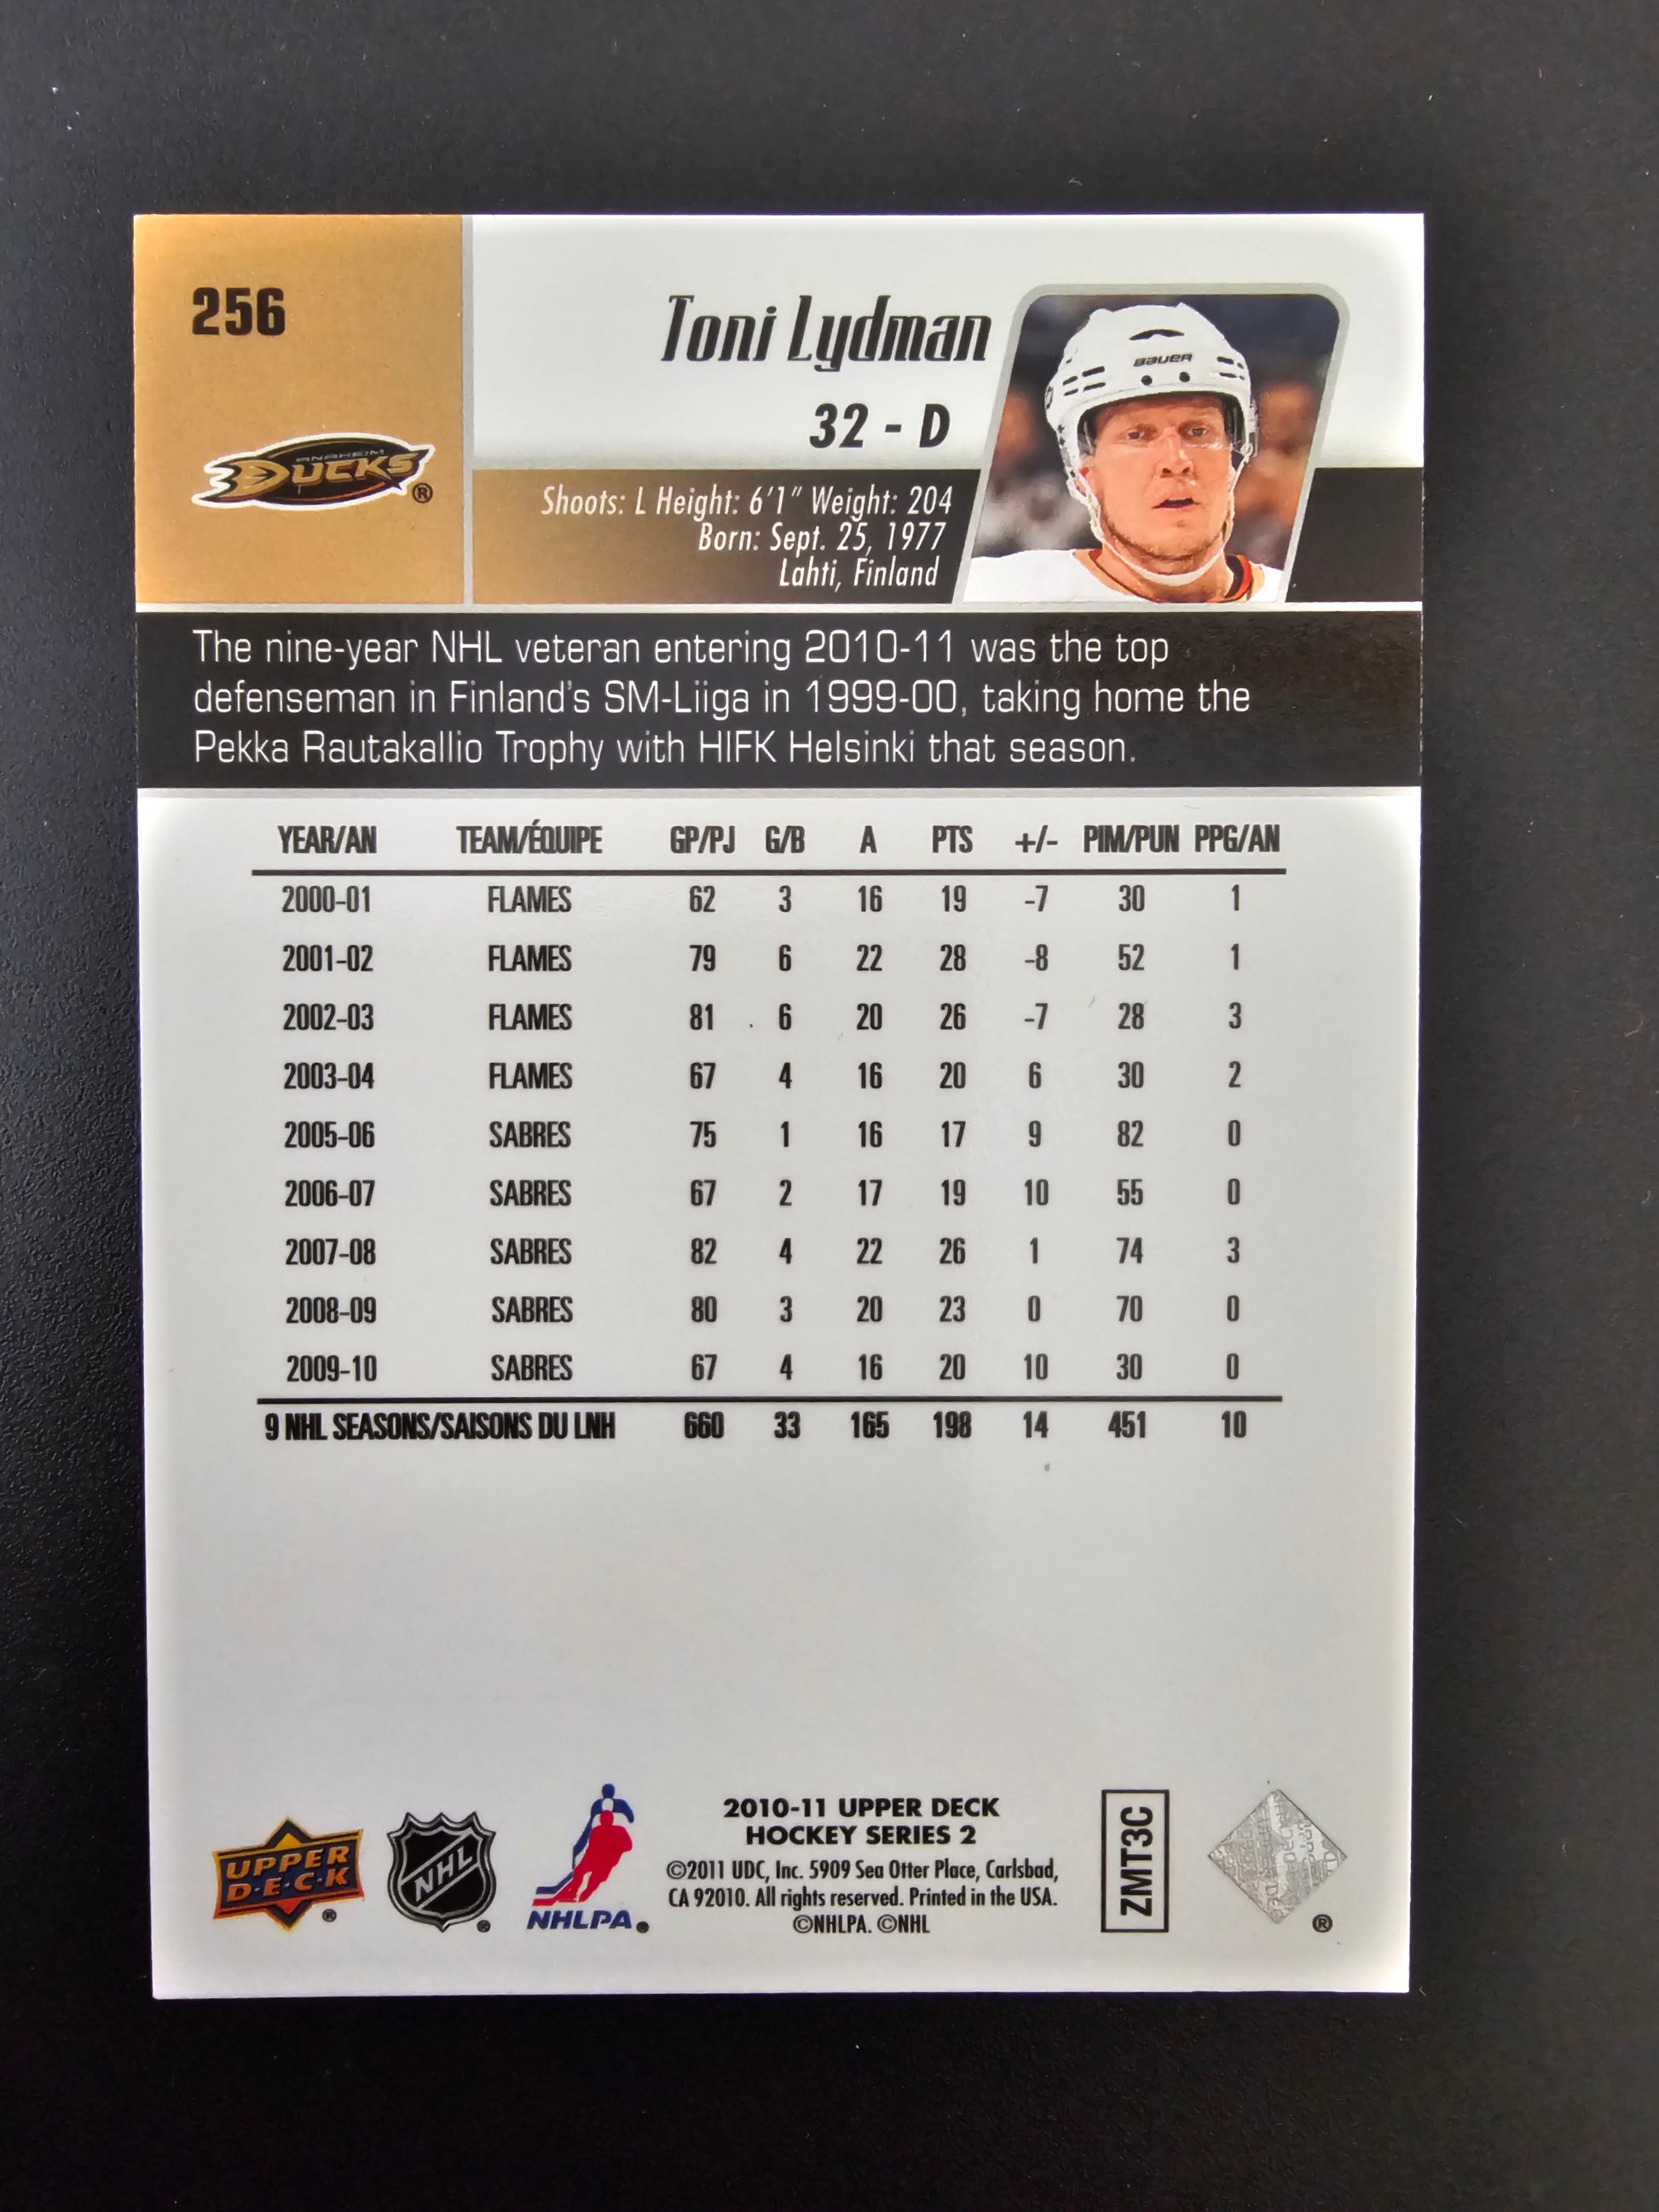 256
Toni Lydman
32 - D
ANAHEIM
DUCKS®
BAUER
Shoots: L Height: 6'1" Weight: 204
Born: Sept. 25, 1977
Lahti, Finland
The nine-year NHL veteran entering 2010-11 was the top
defenseman in Finland's SM-Liiga in 1999-00, taking home the
Pekka Rautakallio Trophy with HIFK Helsinki that season.
YEAR/AN TEAM/ÉQUIPE GP/PJ G/B A PTS +/- PIM/PUN PPG/AN
2000-01 FLAMES 62 3 16 19 -7 30 1
2001-02 FLAMES 79 6 22 28 -8 52 1
2002-03 FLAMES 81 6 20 26 -7 28 3
2003-04 FLAMES 67 4 16 20 6 30 2
2005-06 SABRES 75 1 16 17 9 82 0
2006-07 SABRES 67 2 17 19 10 55 0
2007-08 SABRES 82 4 22 26 1 74 3
2008-09 SABRES 80 3 20 23 0 70 0
2009-10 SABRES 67 4 16 20 10 30 0
9 NHL SEASONS/SAISONS DU LNH 660 33 165 198 14 451 10
UPPER
D·E·C·K®
NHL®
NHLPA®
2010-11 UPPER DECK
HOCKEY SERIES 2
©2011 UDC, Inc. 5909 Sea Otter Place, Carlsbad,
CA 92010. All rights reserved. Printed in the USA.
©NHLPA. ©NHL
ZMT3C
®